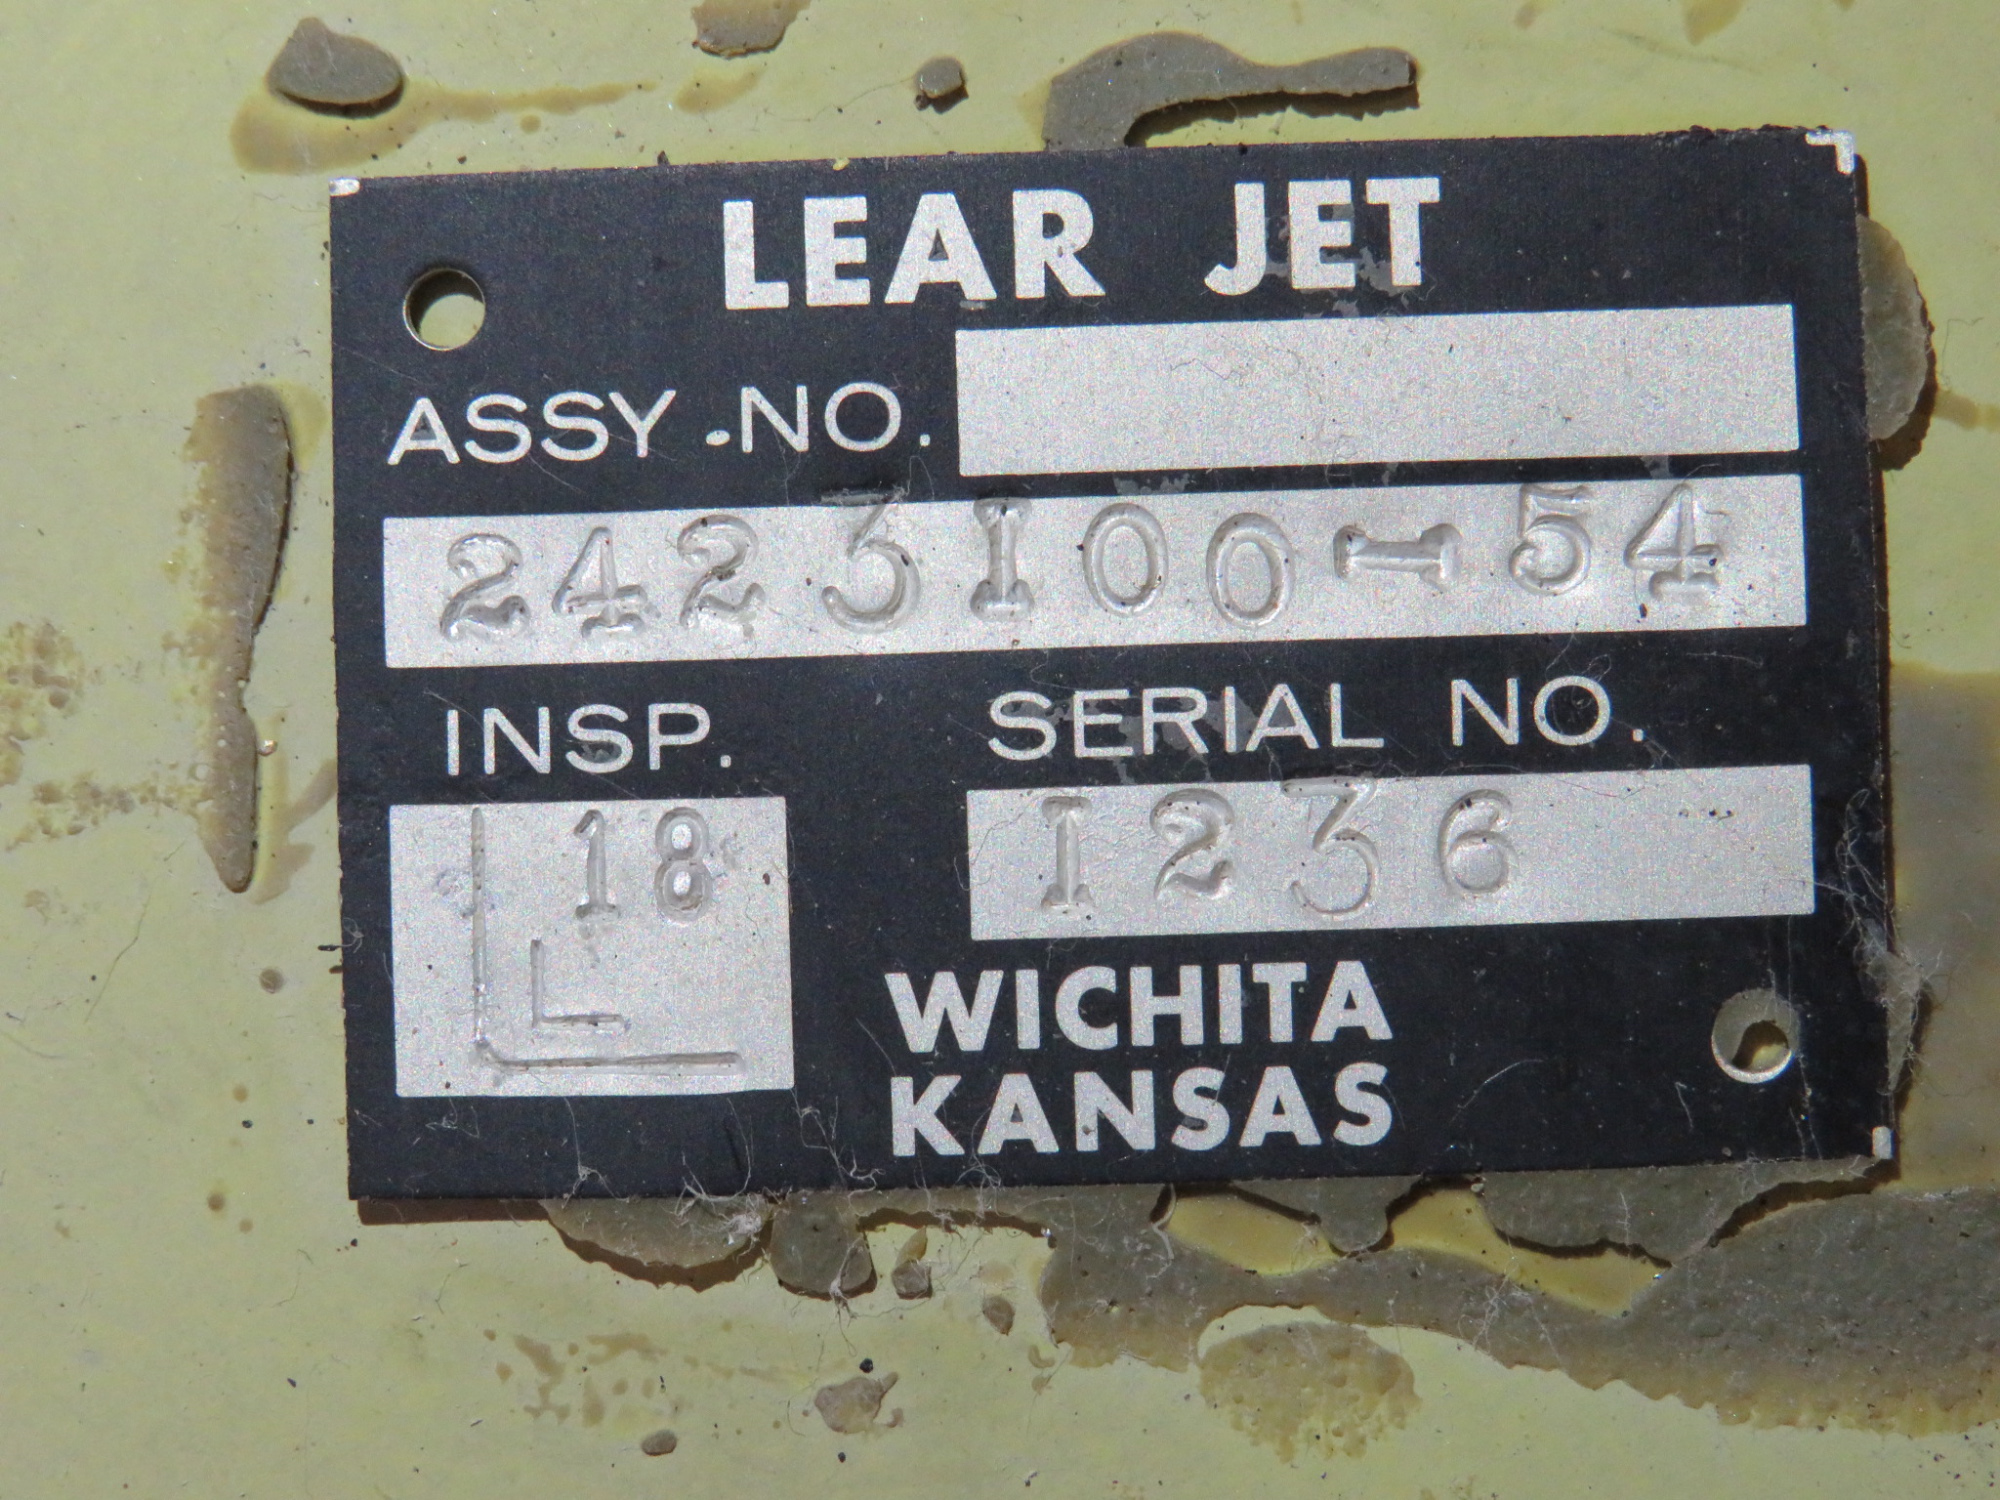 LEAR JET
ASSY. NO.
2423100-54
INSP. SERIAL NO.
18 1236
L
WICHITA
KANSAS